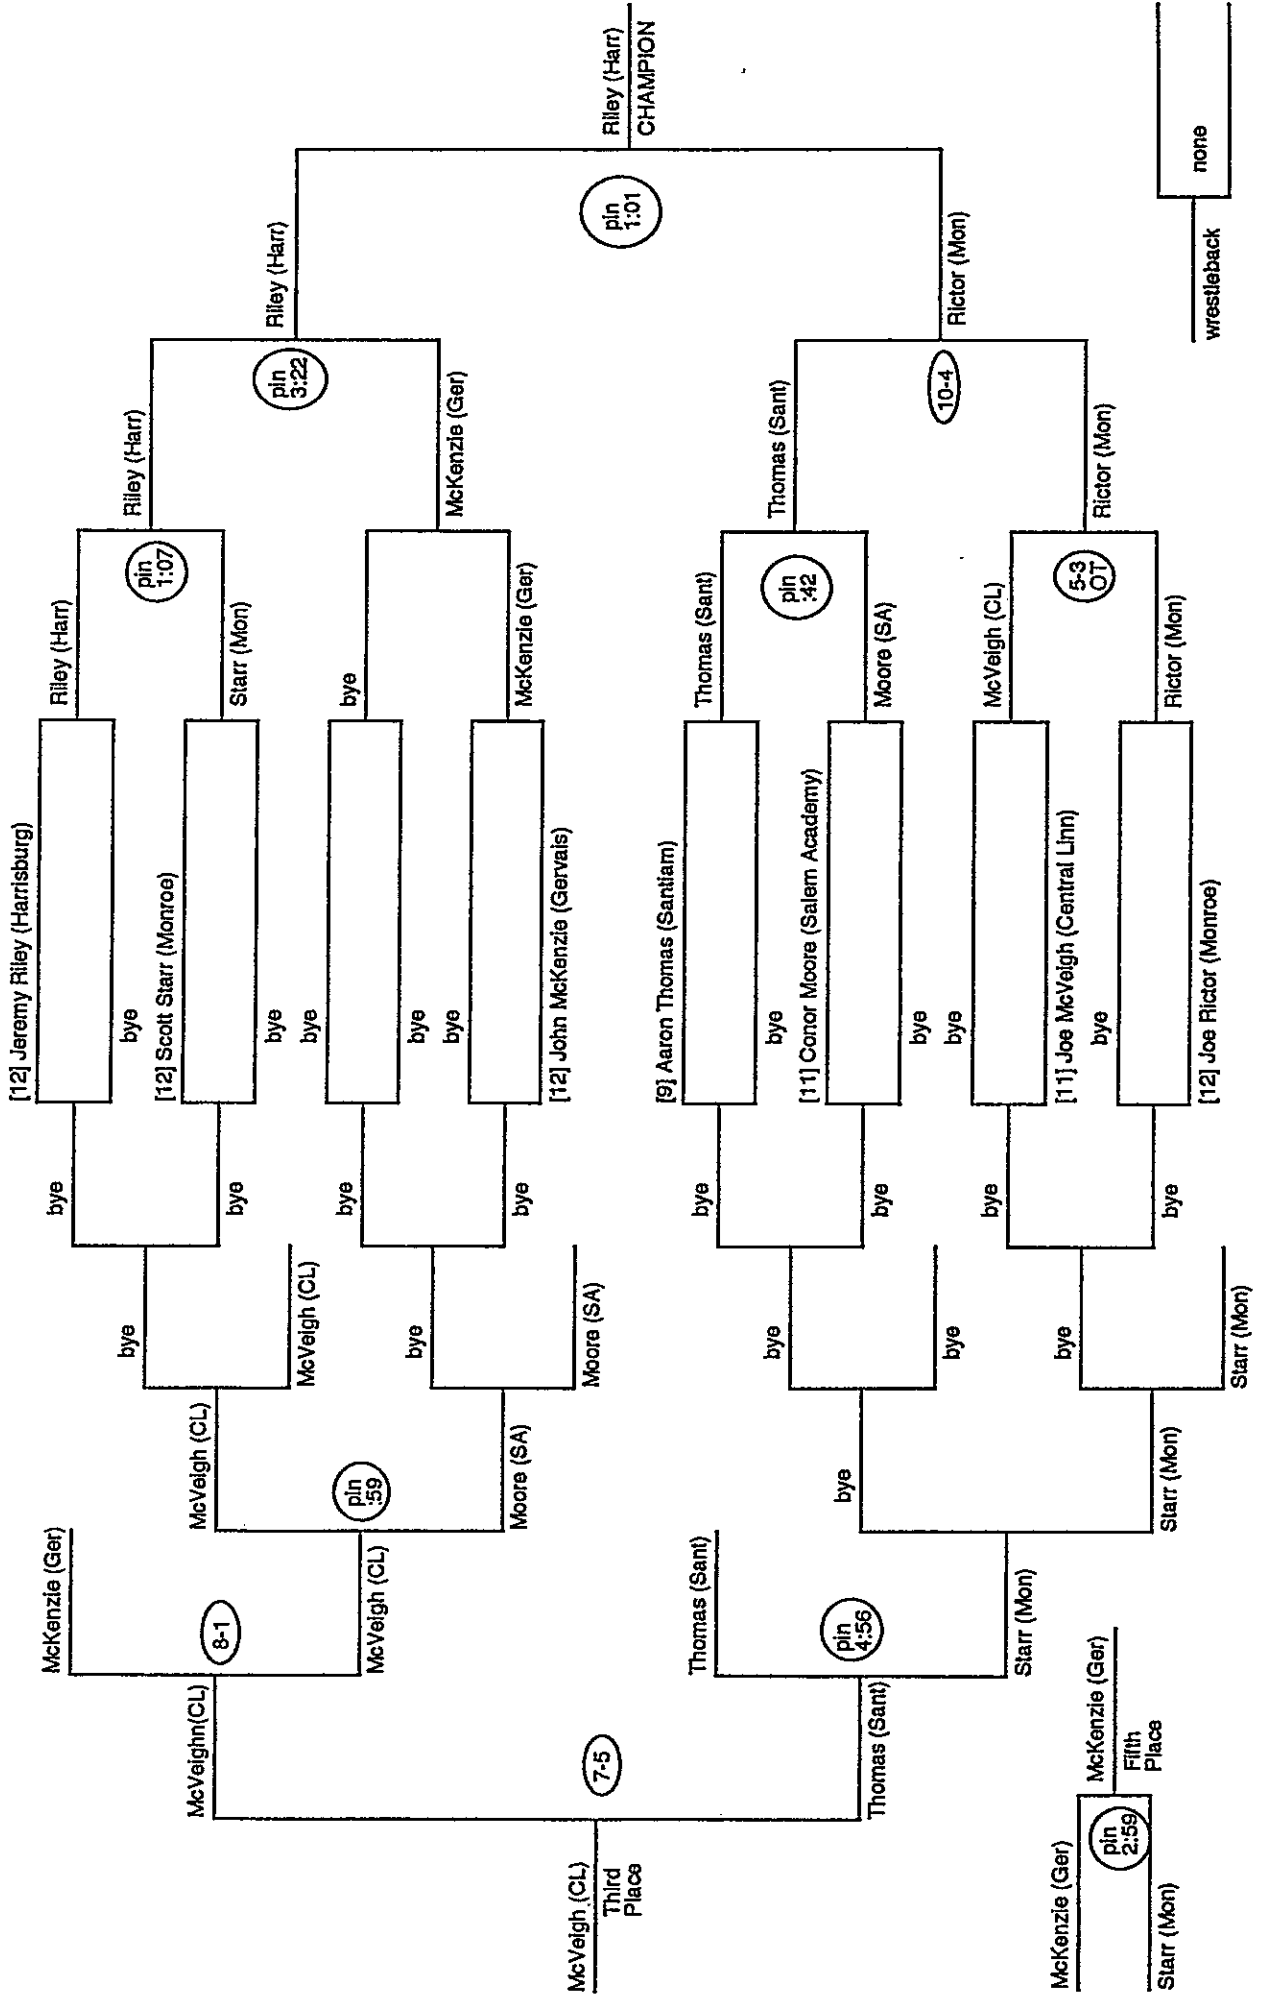 [12] Jeremy Riley (Harrisburg)
bye
[12] Scott Starr (Monroe)
bye
bye
bye
bye
[12] John McKenzie (Gervais)
[9] Aaron Thomas (Santiam)
bye
[11] Conor Moore (Salem Academy)
bye
bye
[11] Joe McVeigh (Central Linn)
bye
[12] Joe Rictor (Monroe)
Riley (Harr)
pin
1:07
Starr (Mon)
bye
McKenzie (Ger)
Thomas (Sant)
pin
:42
Moore (SA)
McVeigh (CL)
5-3
OT
Rictor (Mon)
Riley (Harr)
pin
3:22
McKenzie (Ger)
Thomas (Sant)
10-4
Rictor (Mon)
Riley (Harr)
pin
1:01
Rictor (Mon)
Riley (Harr)
CHAMPION
wrestleback
none
bye
bye
bye
bye
bye
bye
bye
bye
bye
McVeigh (CL)
bye
Moore (SA)
bye
bye
bye
Starr (Mon)
McVeigh (CL)
pin
:59
Moore (SA)
bye
Starr (Mon)
McKenzie (Ger)
8-1
McVeigh (CL)
Thomas (Sant)
pin
4:56
Starr (Mon)
McVeighn(CL)
7-5
Thomas (Sant)
McVeigh (CL)
Third
Place
McKenzie (Ger)
pin
2:59
Starr (Mon)
McKenzie (Ger)
Fifth
Place